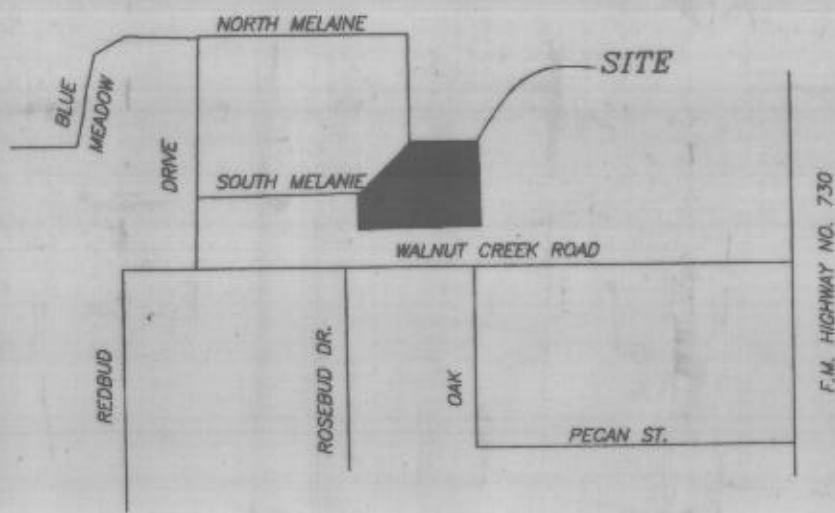 NORTH MELAINE
SITE
BLUE
MEADOW
DRIVE
SOUTH MELANIE
F.M. HIGHWAY NO. 730
WALNUT CREEK ROAD
REDBUD
ROSEBUD DR.
OAK
PECAN ST.